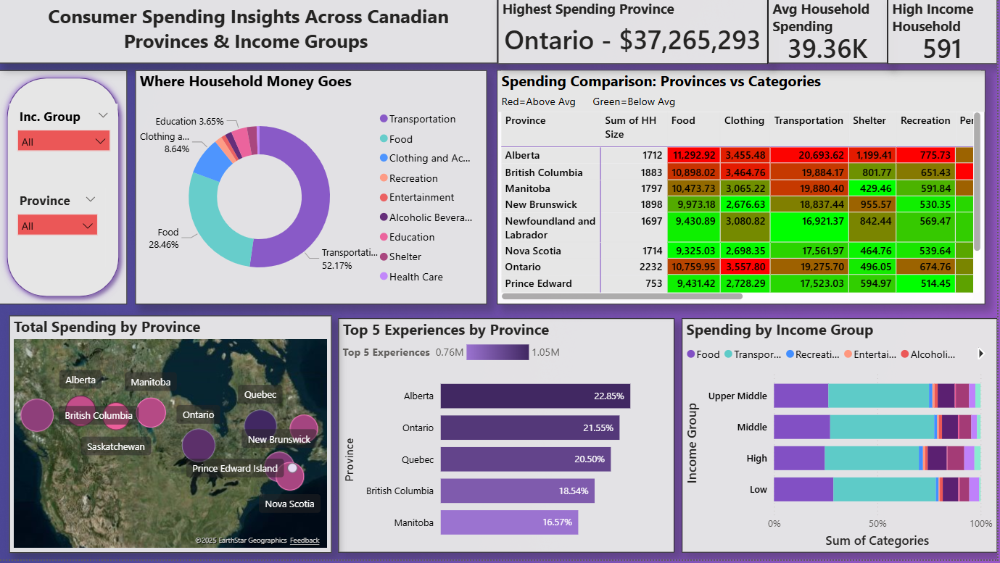 Consumer Spending Insights Across Canadian
Provinces & Income Groups
Highest Spending Province
Ontario - $37,265,293
Avg Household
Spending
39.36K
High Income
Household
591
Inc. Group
All
Province
All
Where Household Money Goes
Education 3.65%
Clothing a...
8.64%
Food
28.46%
Transportati...
52.17%
Transportation
Food
Clothing and Ac...
Recreation
Entertainment
Alcoholic Bevera...
Education
Shelter
Health Care
Spending Comparison: Provinces vs Categories
Red=Above Avg Green=Below Avg
Province Sum of HH Size Food Clothing Transportation Shelter Recreation Per
Alberta 1712 11,292.92 3,455.48 20,693.62 1,199.41 775.73
British Columbia 1883 10,898.02 3,464.76 19,884.17 801.77 651.43
Manitoba 1797 10,473.73 3,065.22 19,880.40 429.46 591.84
New Brunswick 1898 9,973.18 2,676.63 18,837.44 955.57 530.35
Newfoundland and Labrador 1697 9,430.89 3,080.82 16,921.37 842.44 569.47
Nova Scotia 1714 9,325.03 2,698.35 17,561.97 464.76 539.64
Ontario 2232 10,759.95 3,557.80 19,275.70 496.05 674.76
Prince Edward 753 9,431.42 2,728.29 17,523.03 594.97 514.45
Total Spending by Province
Alberta
Manitoba
Quebec
British Columbia
Ontario
New Brunswick
Saskatchewan
Prince Edward Island
Nova Scotia
©2025 EarthStar Geographics Feedback
Top 5 Experiences by Province
Top 5 Experiences 0.76M 1.05M
Province
Alberta 22.85%
Ontario 21.55%
Quebec 20.50%
British Columbia 18.54%
Manitoba 16.57%
Spending by Income Group
Food Transpor... Recreati... Entertai... Alcoholi...
Income Group
Upper Middle
Middle
High
Low
0% 50% 100%
Sum of Categories